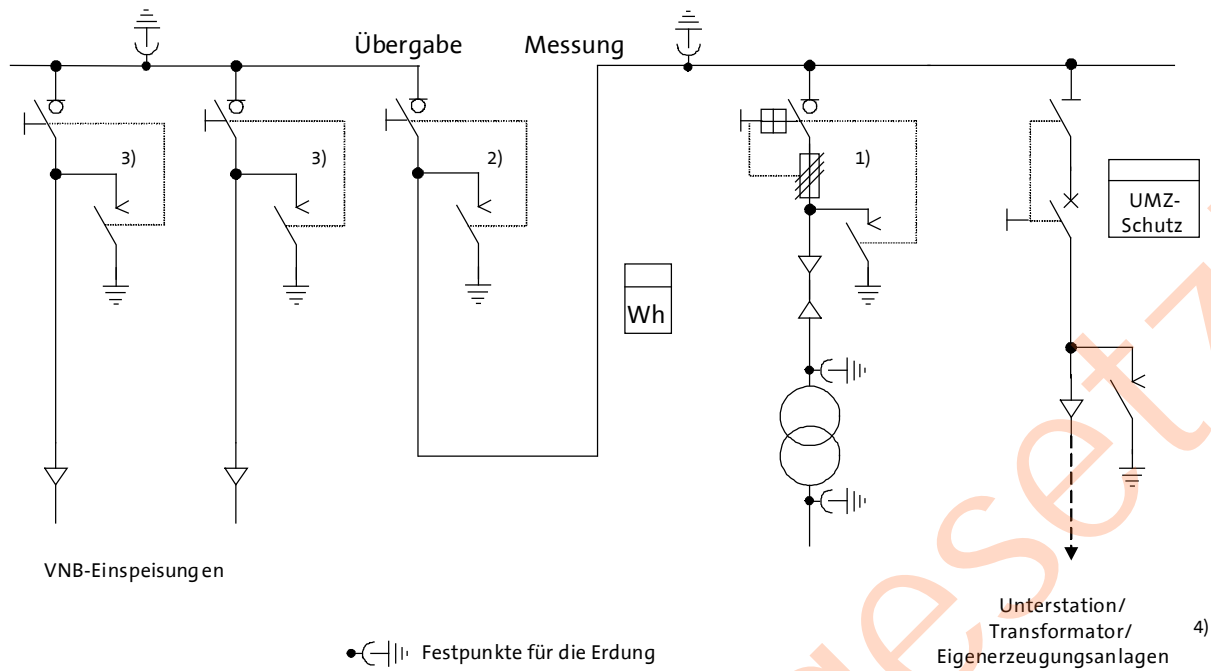 Übergabe
Messung
3)
3)
2)
1)
UMZ-
Schutz
Wh
VNB-Einspeisungen
Unterstation/
Transformator/
Eigenerzeugungsanlagen
4)
Festpunkte für die Erdung